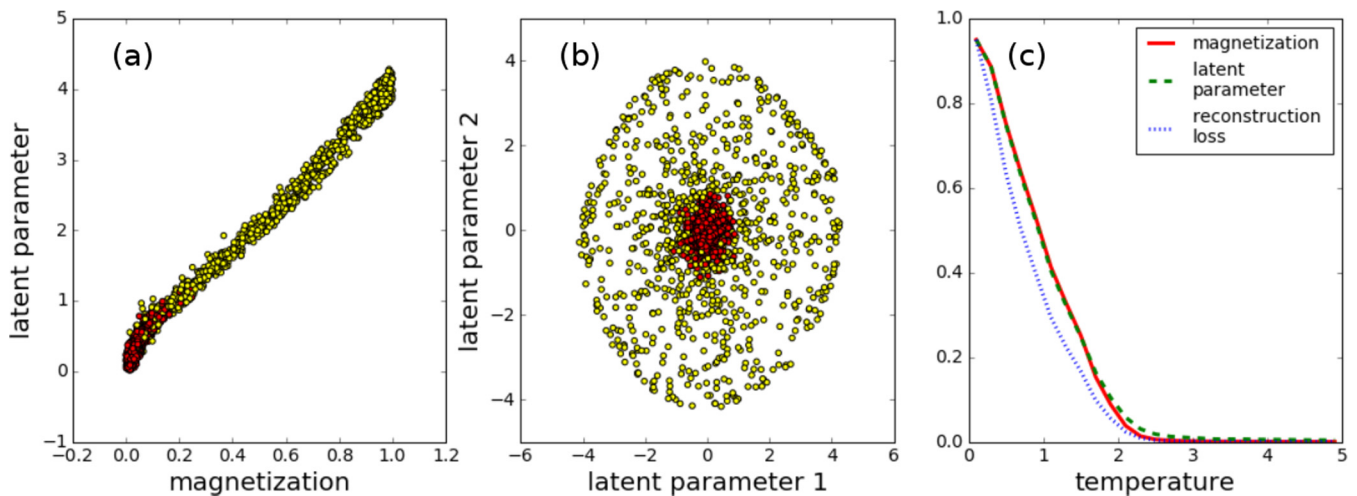 (a)
latent parameter
5
4
3
2
1
0
−1
−0.2 0.0 0.2 0.4 0.6 0.8 1.0 1.2
magnetization
(b)
latent parameter 2
4
2
0
−2
−4
−6 −4 −2 0 2 4 6
latent parameter 1
(c)
1.0
0.8
0.6
0.4
0.2
0.0
0 1 2 3 4 5
temperature
magnetization
latent
parameter
reconstruction
loss